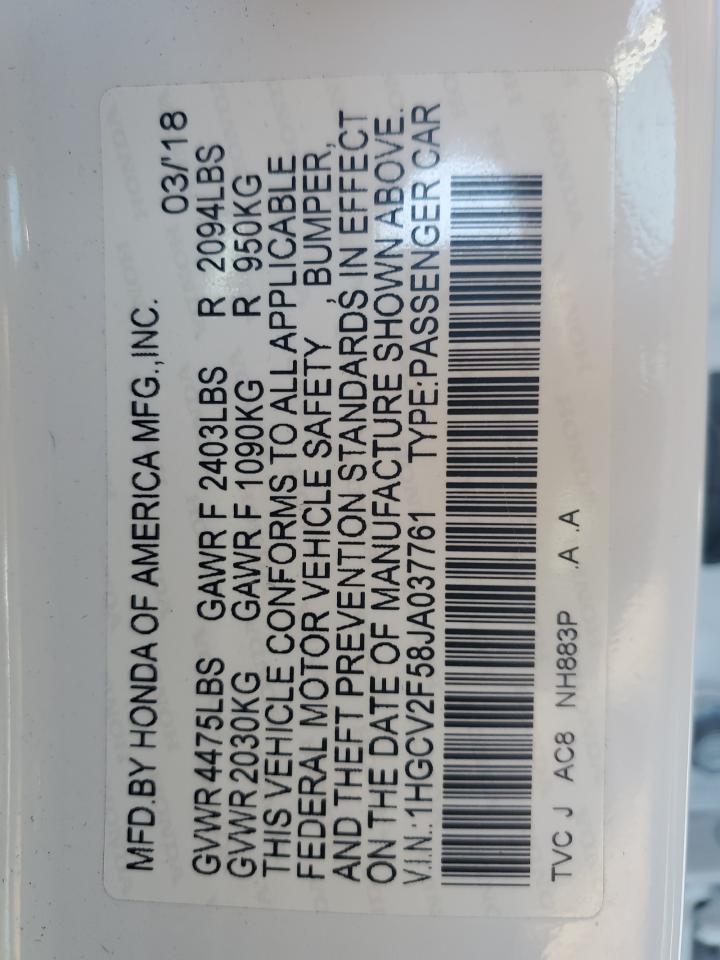 MFD.BY HONDA OF AMERICA MFG.,INC.
03/'18
GVWR 4475LBS GAWR F 2403LBS R 2094LBS
GVWR 2030KG GAWR F 1090KG R 950KG
THIS VEHICLE CONFORMS TO ALL APPLICABLE
FEDERAL MOTOR VEHICLE SAFETY , BUMPER,
AND THEFT PREVENTION STANDARDS IN EFFECT
ON THE DATE OF MANUFACTURE SHOWN ABOVE.
V.I.N.: 1HGCV2F58JA037761 TYPE:PASSENGER CAR
TVC J AC8 NH883P .A .A